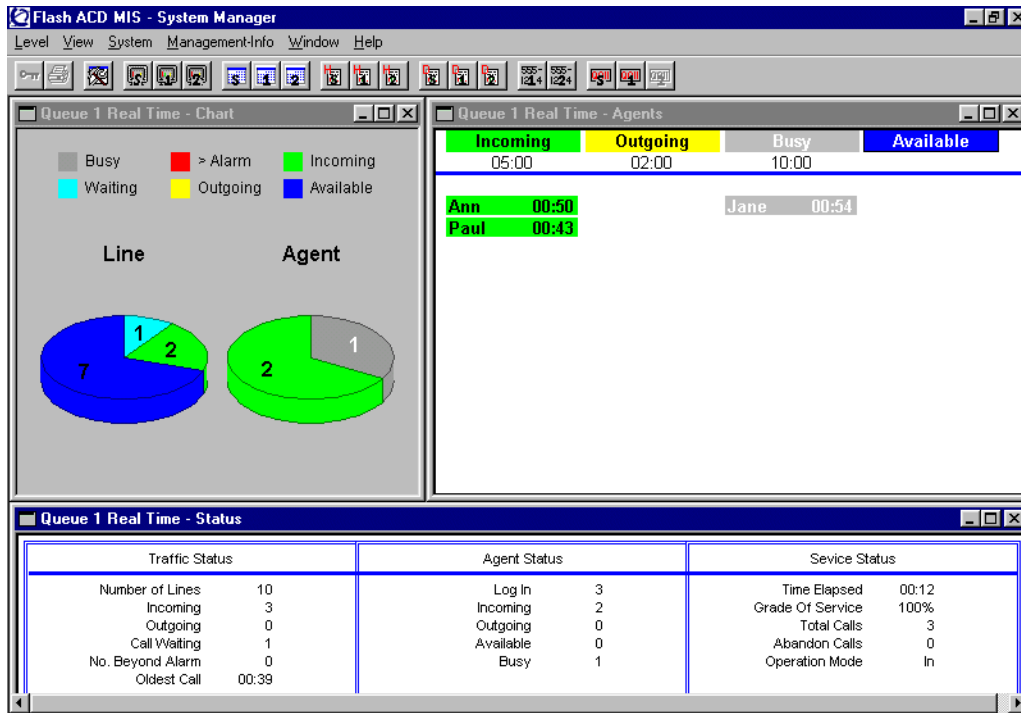 Flash ACD MIS - System Manager
Level View System Management-Info Window Help
Queue 1 Real Time - Chart
Busy > Alarm Incoming
Waiting Outgoing Available
Line Agent
1
2
7
1
2
Queue 1 Real Time - Agents
Incoming Outgoing Busy Available
05:00 02:00 10:00
Ann 00:50 Jane 00:54
Paul 00:43
Queue 1 Real Time - Status
Traffic Status Agent Status Sevice Status
Number of Lines 10 Log In 3 Time Elapsed 00:12
Incoming 3 Incoming 2 Grade Of Service 100%
Outgoing 0 Outgoing 0 Total Calls 3
Call Waiting 1 Available 0 Abandon Calls 0
No. Beyond Alarm 0 Busy 1 Operation Mode In
Oldest Call 00:39